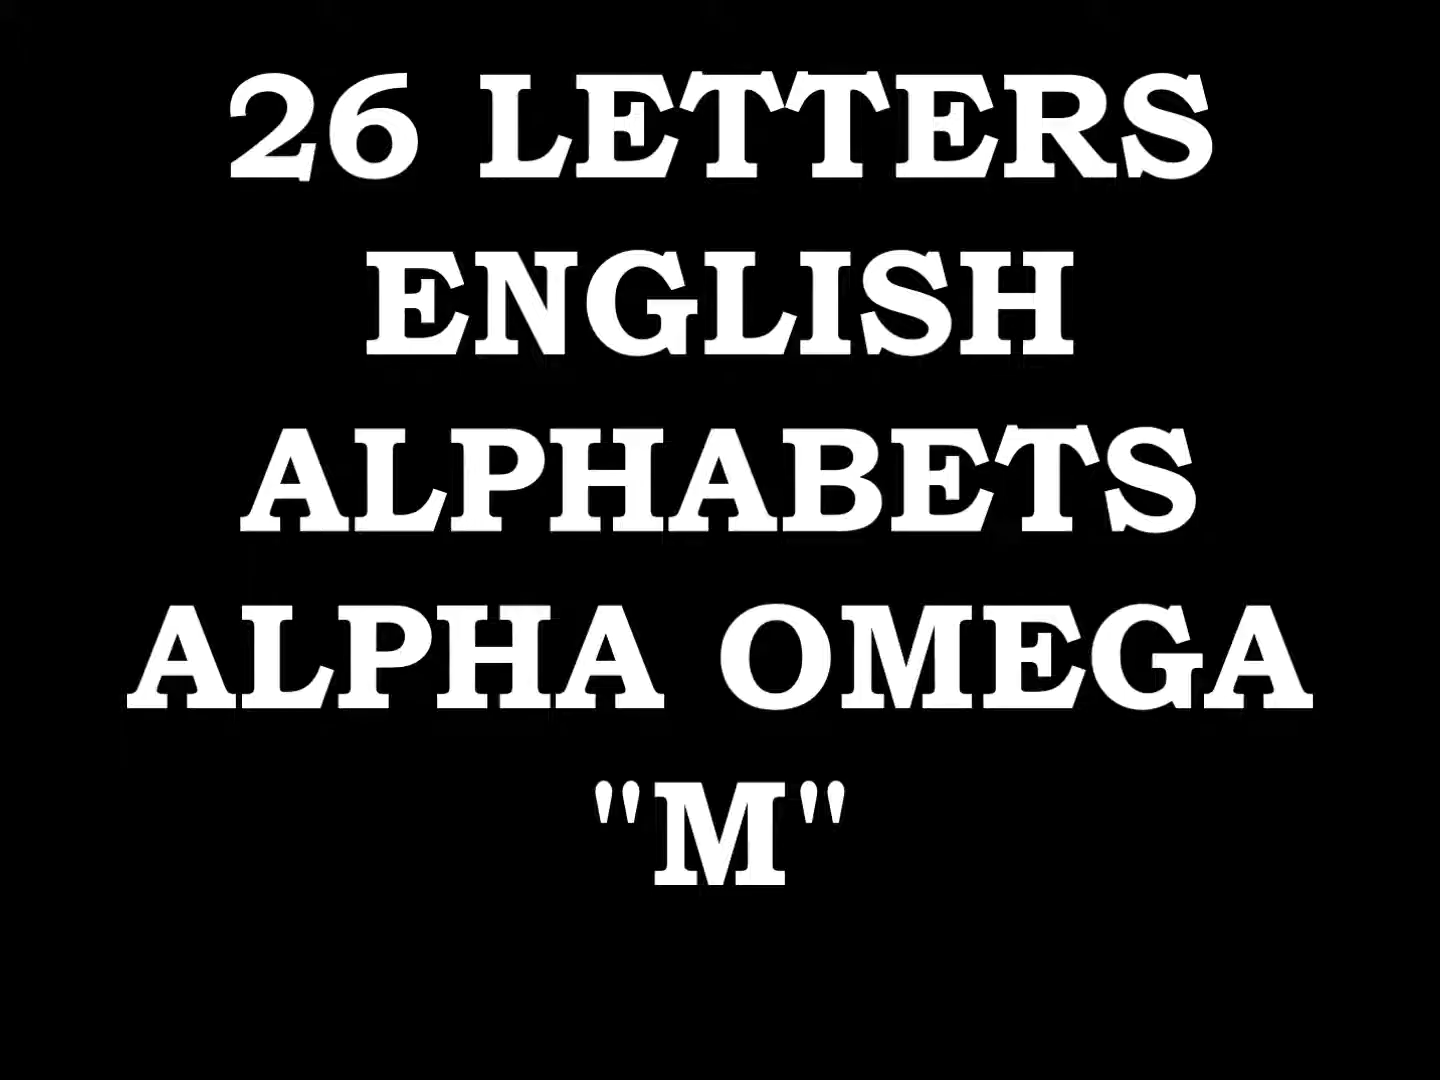 26 LETTERS
ENGLISH
ALPHABETS
ALPHA OMEGA
"M"